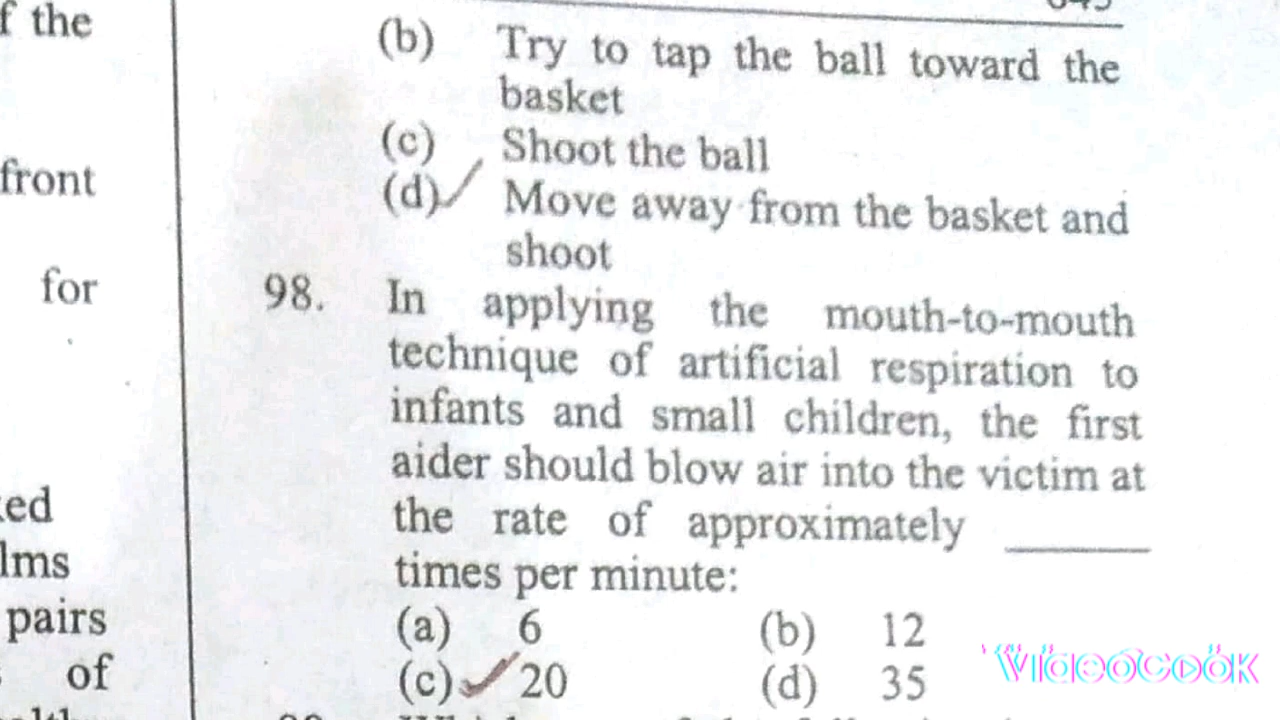 f the
front
for
ked
lms
pairs
of
(b) Try to tap the ball toward the
basket
(c) Shoot the ball
(d) Move away from the basket and
shoot
98. In applying the mouth-to-mouth
technique of artificial respiration to
infants and small children, the first
aider should blow air into the victim at
the rate of approximately ______
times per minute:
(a) 6 (b) 12
(c) 20 (d) 35